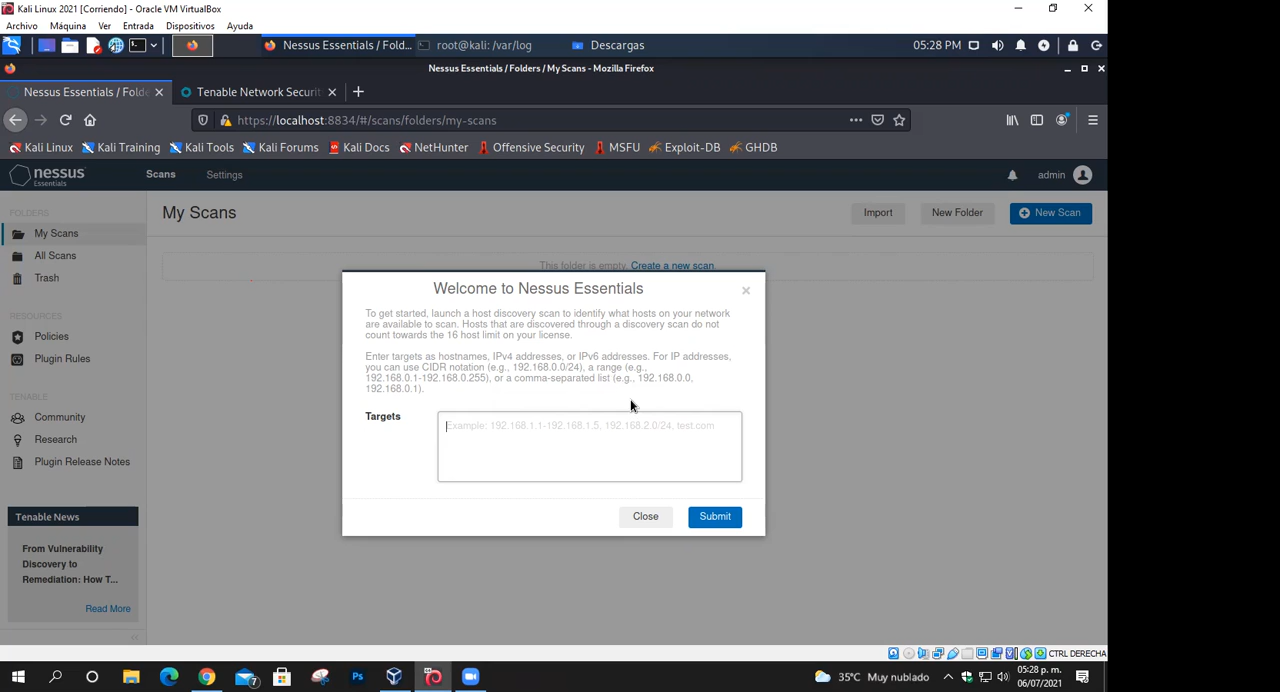 Kali Linux 2021 [Corriendo] - Oracle VM VirtualBox
Archivo Máquina Ver Entrada Dispositivos Ayuda
Nessus Essentials / Fold... root@kali: /var/log Descargas 05:28 PM
Nessus Essentials / Folders / My Scans - Mozilla Firefox
Nessus Essentials / Folde Tenable Network Securit
https://localhost:8834/#/scans/folders/my-scans
Kali Linux Kali Training Kali Tools Kali Forums Kali Docs NetHunter Offensive Security MSFU Exploit-DB GHDB
nessus Essentials Scans Settings admin
FOLDERS
My Scans
All Scans
Trash
RESOURCES
Policies
Plugin Rules
TENABLE
Community
Research
Plugin Release Notes
Tenable News
From Vulnerability
Discovery to
Remediation: How T...
Read More
My Scans Import New Folder New Scan
This folder is empty. Create a new scan.
Welcome to Nessus Essentials
To get started, launch a host discovery scan to identify what hosts on your network
are available to scan. Hosts that are discovered through a discovery scan do not
count towards the 16 host limit on your license.
Enter targets as hostnames, IPv4 addresses, or IPv6 addresses. For IP addresses,
you can use CIDR notation (e.g., 192.168.0.0/24), a range (e.g.,
192.168.0.1-192.168.0.255), or a comma-separated list (e.g., 192.168.0.0,
192.168.0.1).
Targets
Example: 192.168.1.1-192.168.1.5, 192.168.2.0/24, test.com
Close Submit
CTRL DERECHA
7 Ps 35°C Muy nublado 05:28 p. m.
06/07/2021